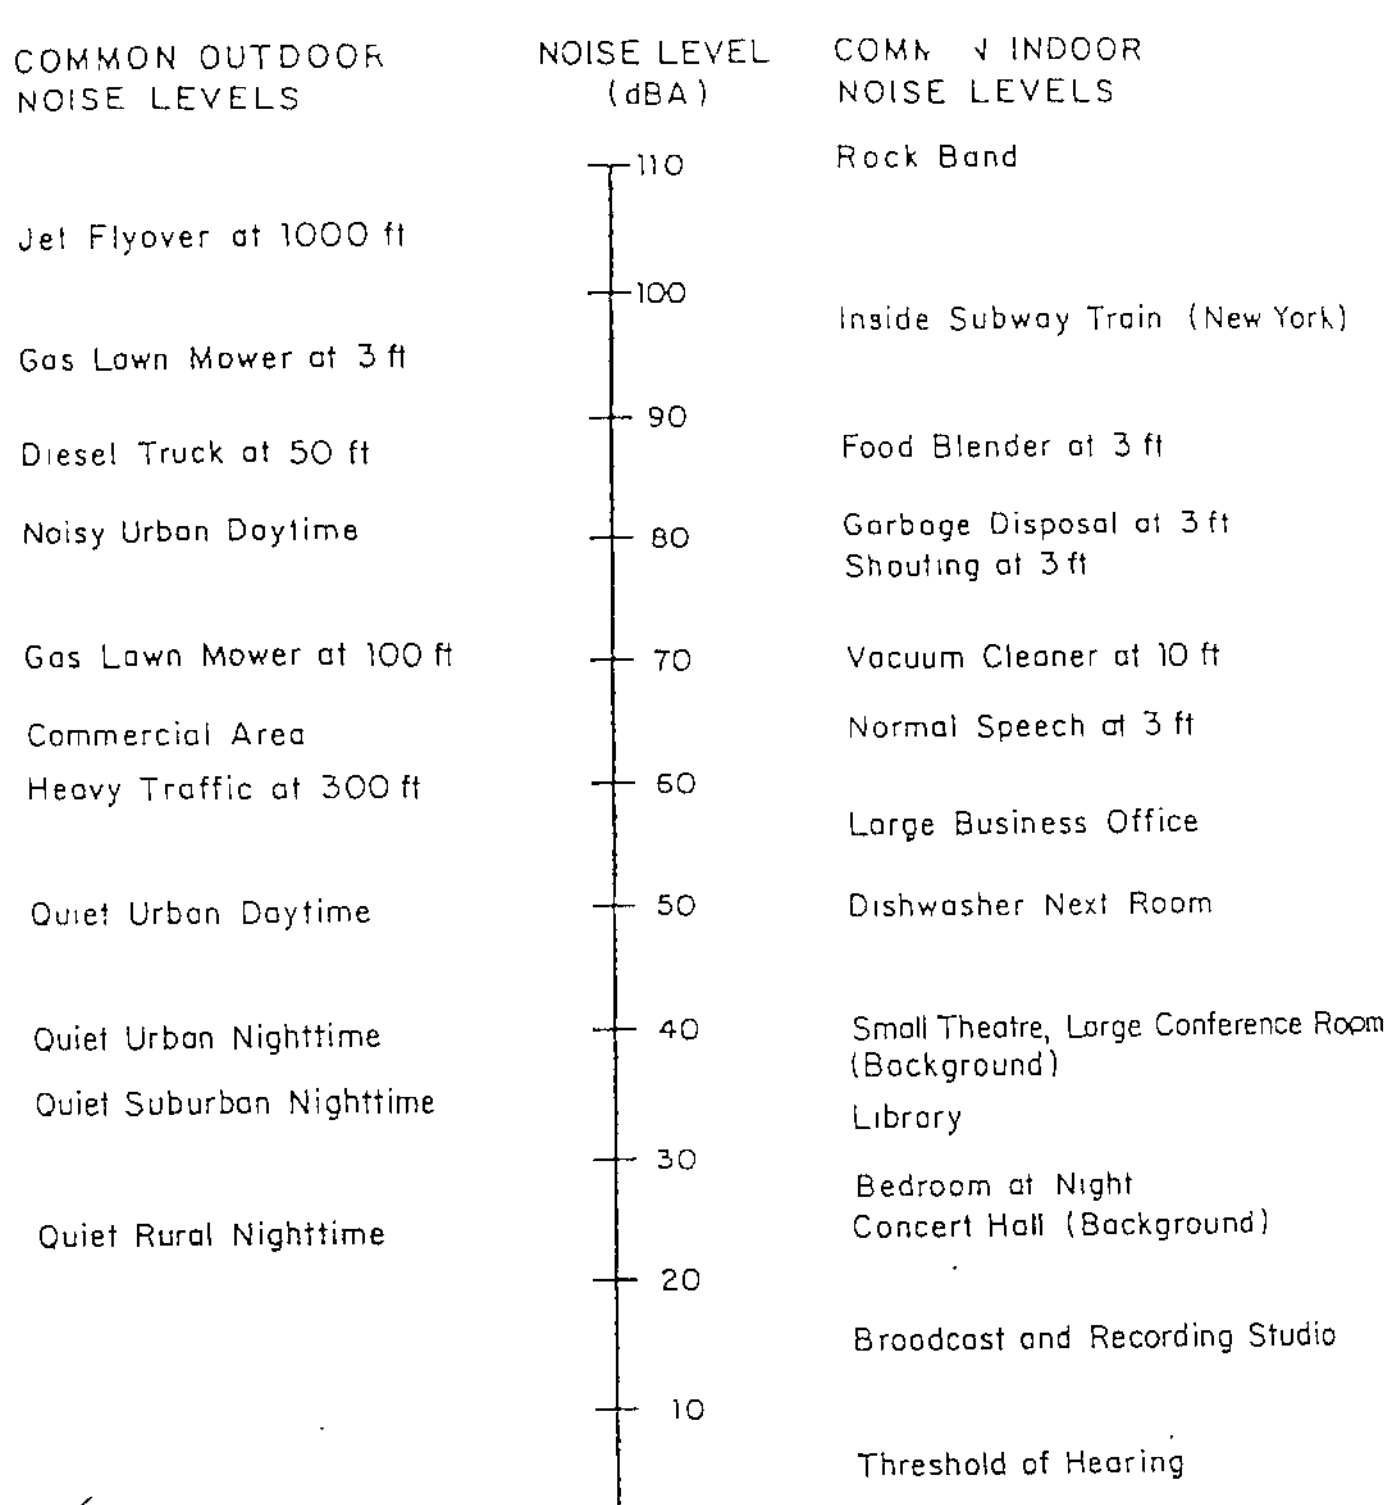 COMMON OUTDOOR
NOISE LEVELS
NOISE LEVEL
(dBA)
INDOOR
NOISE LEVELS
110
Rock Band
Jet Flyover at 1000 ft
100
Inside Subway Train (New York)
Gas Lawn Mower at 3 ft
90
Diesel Truck at 50 ft
Food Blender at 3 ft
Noisy Urban Daytime
80
Garbage Disposal at 3 ft
Shouting at 3 ft
Gas Lawn Mower at 100 ft
70
Vacuum Cleaner at 10 ft
Commercial Area
Normal Speech at 3 ft
Heavy Traffic at 300 ft
60
Large Business Office
Quiet Urban Daytime
50
Dishwasher Next Room
Quiet Urban Nighttime
40
Small Theatre, Large Conference Room
(Background)
Quiet Suburban Nighttime
Library
30
Bedroom at Night
Quiet Rural Nighttime
Concert Hall (Background)
20
Broadcast and Recording Studio
10
Threshold of Hearing